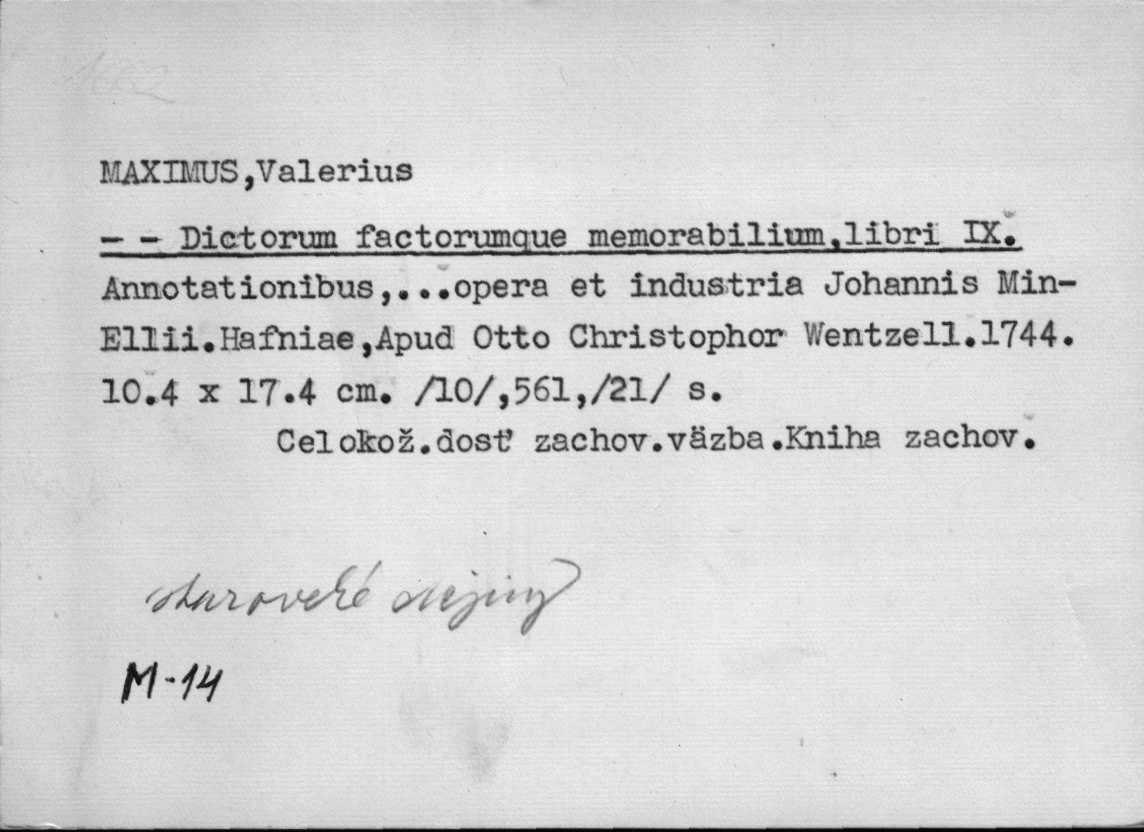 MAXIMUS,Valerius
- - Dictorum factorumque memorabilium,libri IX.
Annotationibus,...opera et industria Johannis Min-
Ellii.Hafniae,Apud Otto Christophor Wentzell.1744.
10.4 x 17.4 cm. /10/,561,/21/ s.
Celokož.dosť zachov.väzba.Kniha zachov.
staroveké dejiny
M-14